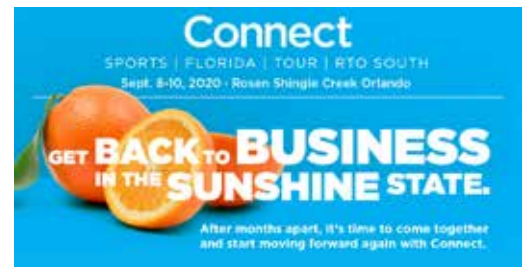 Connect
SPORTS | FLORIDA | TOUR | RTO SOUTH
Sept. 8-10, 2020 · Rosen Shingle Creek Orlando
GET BACK TO BUSINESS
IN THE SUNSHINE STATE.
After months apart, it's time to come together
and start moving forward again with Connect.